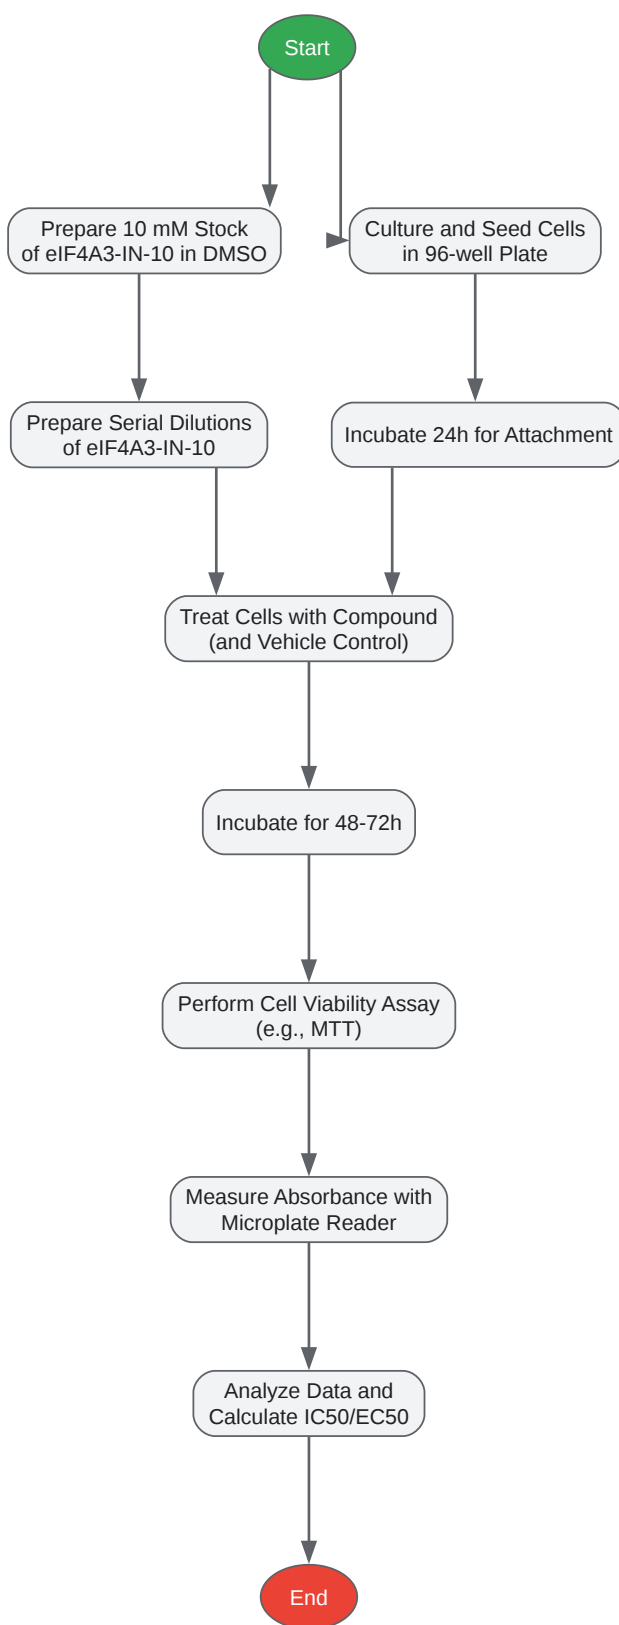 Start
Prepare 10 mM Stock
of eIF4A3-IN-10 in DMSO
Culture and Seed Cells
in 96-well Plate
Prepare Serial Dilutions
of eIF4A3-IN-10
Incubate 24h for Attachment
Treat Cells with Compound
(and Vehicle Control)
Incubate for 48-72h
Perform Cell Viability Assay
(e.g., MTT)
Measure Absorbance with
Microplate Reader
Analyze Data and
Calculate IC50/EC50
End